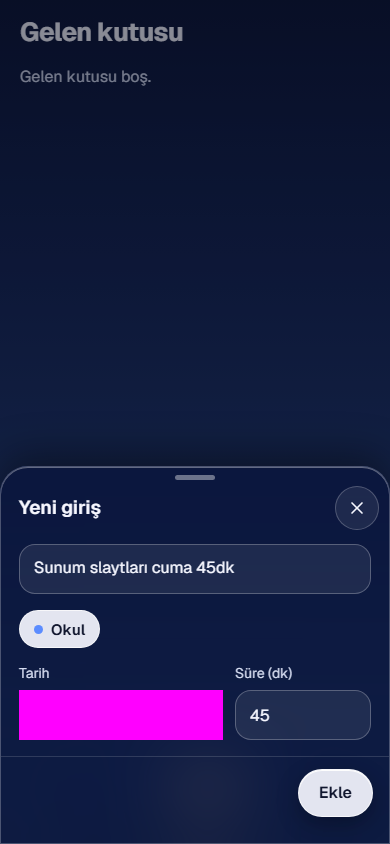 Gelen kutusu
Gelen kutusu boş.
Yeni giriş
Sunum slaytları cuma 45dk
Okul
Tarih
Süre (dk)
45
Ekle